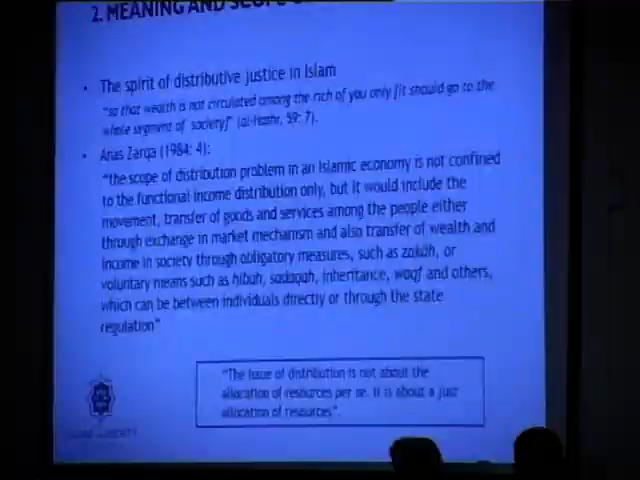 2. MEANING AND SCOPE
• The spirit of distributive justice in Islam
"so that wealth is not circulated among the rich of you only [it should go to the
whole segment of society]" (al-Hashr, 59: 7).
• Anas Zarqa (1984: 4):
"the scope of distribution problem in an Islamic economy is not confined
to the functional income distribution only, but it would include the
movement, transfer of goods and services among the people either
through exchange in market mechanism and also transfer of wealth and
income in society through obligatory measures, such as zakāh, or
voluntary means such as hibah, sadaqah, inheritance, waqf and others,
which can be between individuals directly or through the state
regulation"
"The issue of distribution is not about the
allocation of resources per se. It is about a just
allocation of resources".